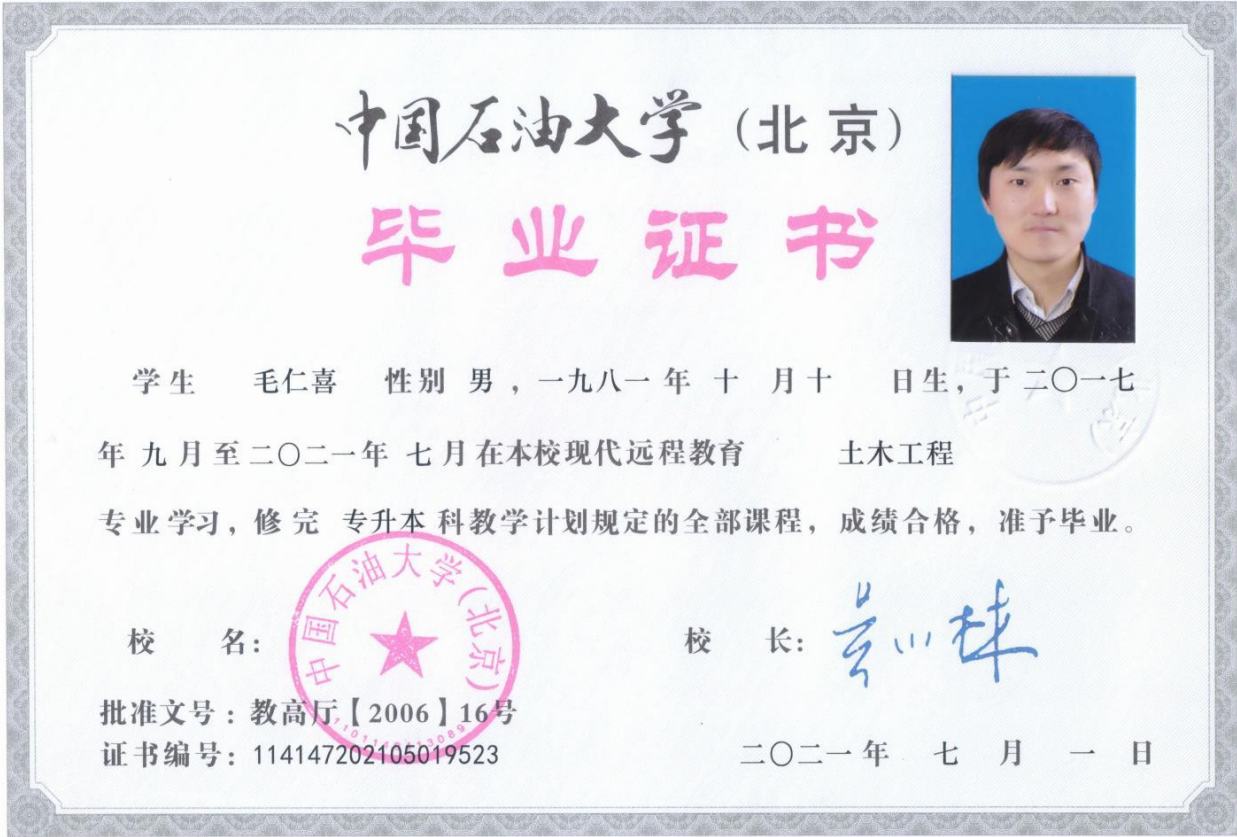 中国石油大学（北京）
毕业证书
学生 毛仁喜 性别 男，一九八一年 十 月十 日生，于二〇一七
年 九月至二〇二一年 七月在本校现代远程教育 土木工程
专业学习，修完 专升本 科教学计划规定的全部课程，成绩合格，准予毕业。
中国石油大学(北京)
校 名：
校 长：
批准文号：教高厅【2006】16号
证书编号：114147202105019523
二〇二一年 七 月 一 日